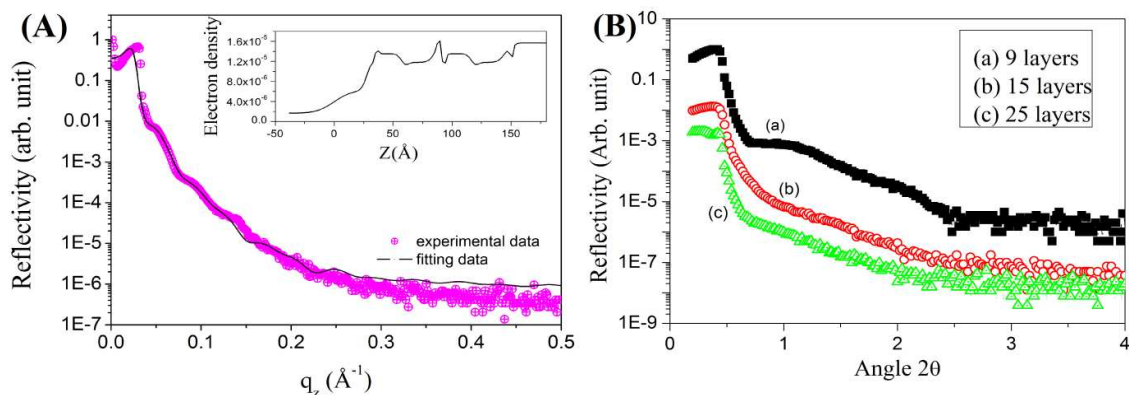 (A)
Reflectivity (arb. unit)
1
0.1
0.01
1E-3
1E-4
1E-5
1E-6
1E-7
0.0 0.1 0.2 0.3 0.4 0.5
q_z (Å⁻¹)
Electron density
1.6x10⁻⁵
1.2x10⁻⁵
8.0x10⁻⁶
4.0x10⁻⁶
0 50 100 150
Z(Å)
experimental data
fitting data
(B)
Reflectivity (Arb. unit)
1E-0
0.1
1E-3
1E-5
1E-7
1E-9
0 1 2 3 4
Angle 2θ
(a) 9 layers
(b) 15 layers
(c) 25 layers
(a)
(b)
(c)